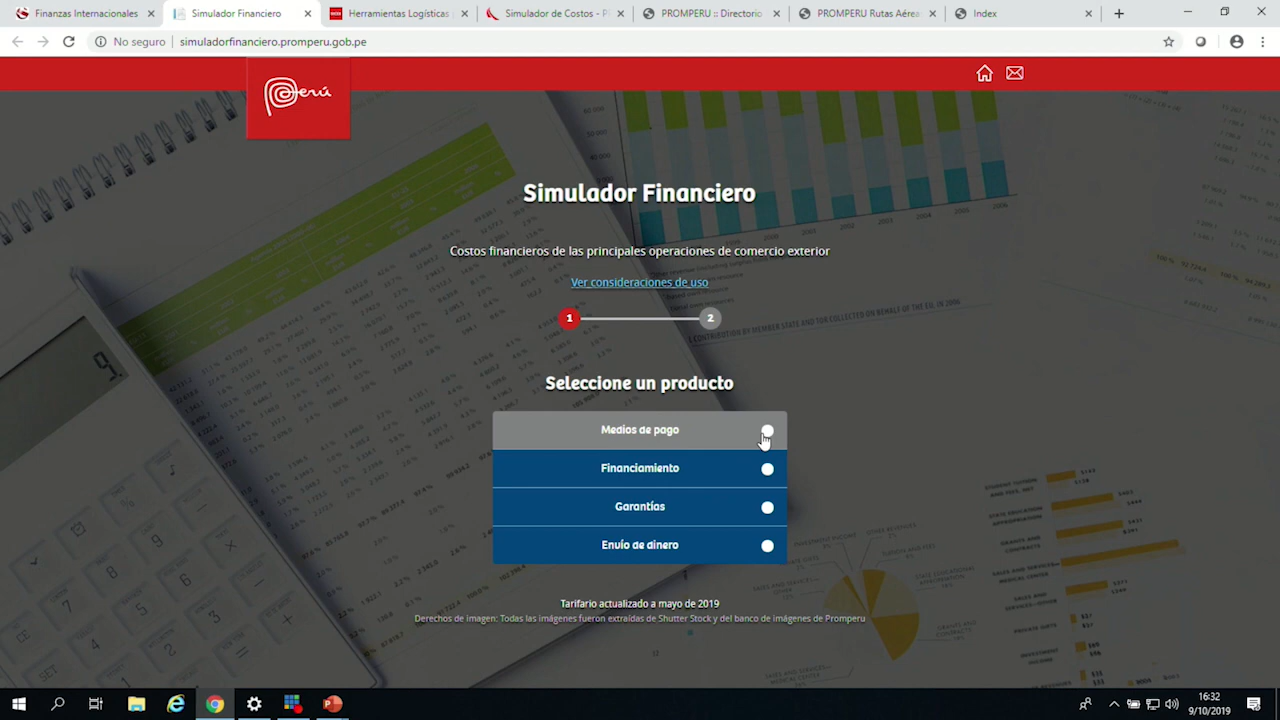 Finanzas Internacionales
Simulador Financiero
Herramientas Logísticas
Simulador de Costos - P
PROMPERU :: Directorio
PROMPERU Rutas Aérea
Index
No seguro
simuladorfinanciero.promperu.gob.pe
Perú
Simulador Financiero
Costos financieros de las principales operaciones de comercio exterior
Ver consideraciones de uso
1
2
Seleccione un producto
Medios de pago
Financiamiento
Garantías
Envío de dinero
Tarifario actualizado a mayo de 2019
Derechos de imagen: Todas las imágenes fueron extraídas de Shutter Stock y del banco de imágenes de Promperu
16:32
9/10/2019